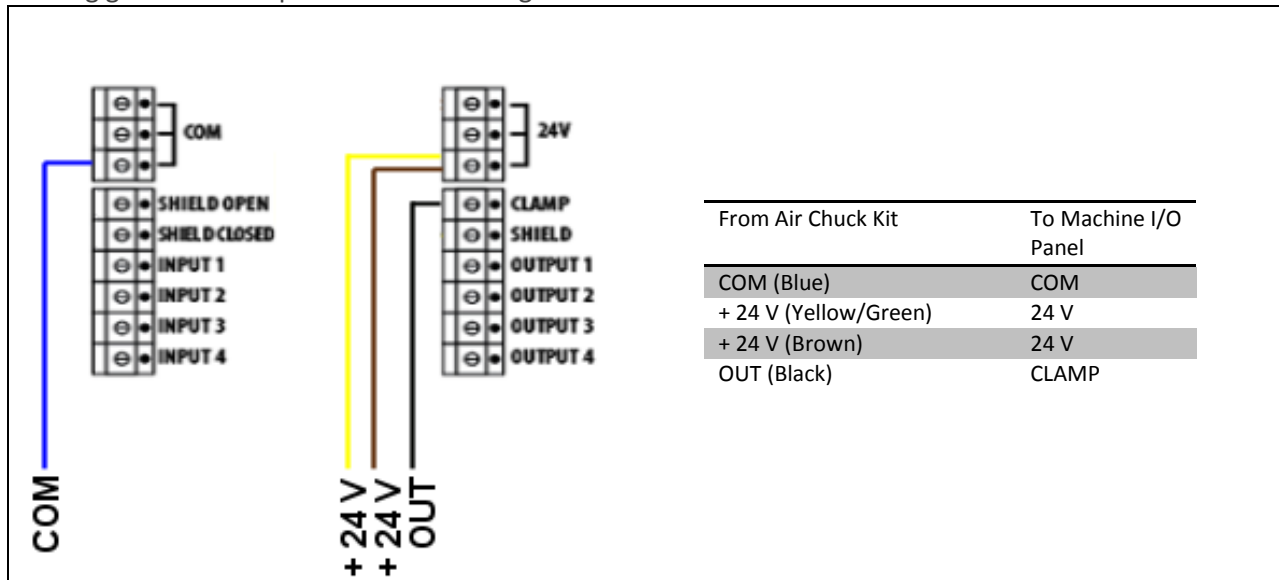 COM
SHIELD OPEN
SHIELD CLOSED
INPUT 1
INPUT 2
INPUT 3
INPUT 4
COM
24V
CLAMP
SHIELD
OUTPUT 1
OUTPUT 2
OUTPUT 3
OUTPUT 4
+ 24 V
+ 24 V
OUT
From Air Chuck Kit To Machine I/O
Panel
COM (Blue) COM
+ 24 V (Yellow/Green) 24 V
+ 24 V (Brown) 24 V
OUT (Black) CLAMP